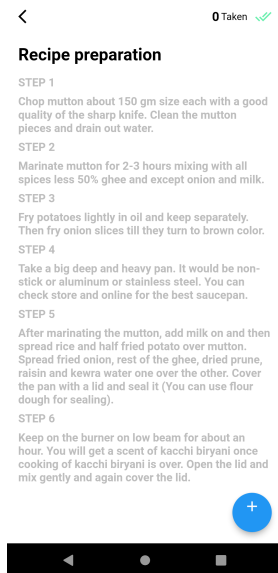 0 Taken
Recipe preparation
STEP 1
Chop mutton about 150 gm size each with a good
quality of the sharp knife. Clean the mutton
pieces and drain out water.
STEP 2
Marinate mutton for 2-3 hours mixing with all
spices less 50% ghee and except onion and milk.
STEP 3
Fry potatoes lightly in oil and keep separately.
Then fry onion slices till they turn to brown color.
STEP 4
Take a big deep and heavy pan. It would be non-
stick or aluminum or stainless steel. You can
check store and online for the best saucepan.
STEP 5
After marinating the mutton, add milk on and then
spread rice and half fried potato over mutton.
Spread fried onion, rest of the ghee, dried prune,
raisin and kewra water one over the other. Cover
the pan with a lid and seal it (You can use flour
dough for sealing).
STEP 6
Keep on the burner on low beam for about an
hour. You will get a scent of kacchi biryani once
cooking of kacchi biryani is over. Open the lid and
mix gently and again cover the lid.